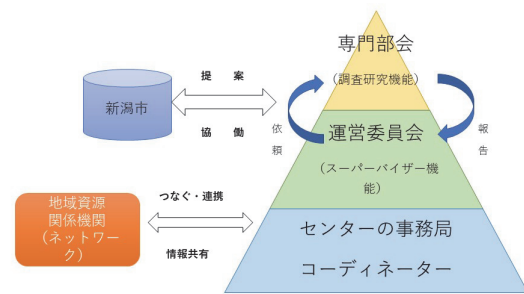 専門部会
(調査研究機能)
提 案
新潟市
協 働
依頼
報告
運営委員会
(スーパーバイザー機
能)
地域資源
関係機関
(ネットワー
ク)
つなぐ・連携
情報共有
センターの事務局
コーディネーター